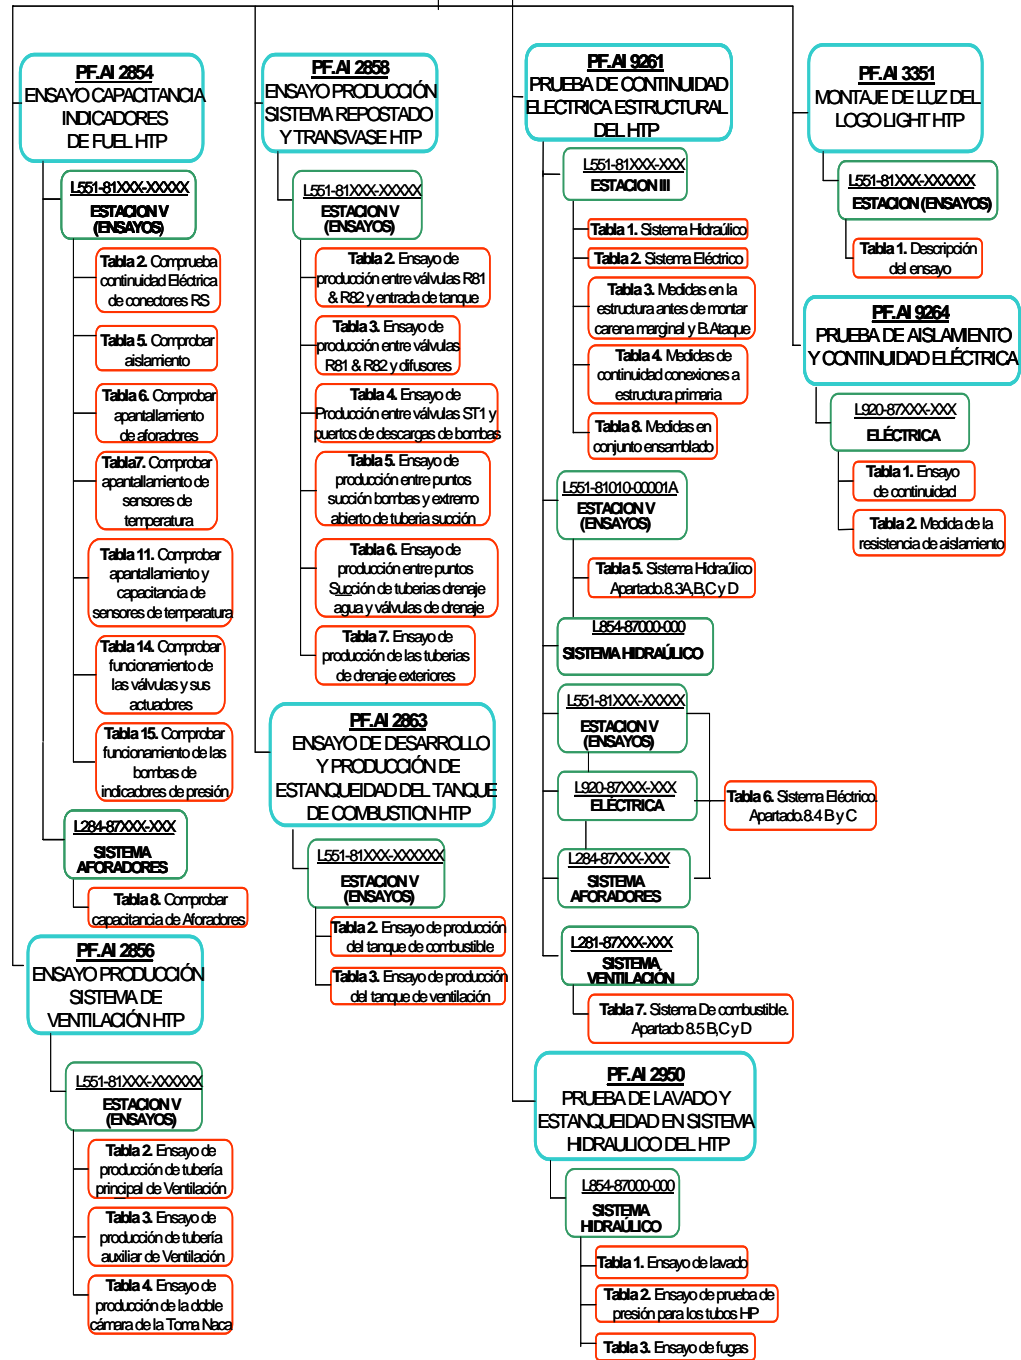 PF.AI 2854
ENSAYO CAPACITANCIA
INDICADORES
DE FUEL HTP
L551-81XXX-XXXXX
ESTACION V
(ENSAYOS)
Tabla 2. Comprueba
continuidad Eléctrica
de conectores RS
Tabla 5. Comprobar
aislamiento
Tabla 6. Comprobar
apantallamiento
de aforadores
Tabla7. Comprobar
apantallamiento de
sensores de
temperatura
Tabla 11. Comprobar
apantallamiento y
capacitancia de
sensores de temperatura
Tabla 14. Comprobar
funcionamiento de
las válvulas y sus
actuadores
Tabla 15. Comprobar
funcionamiento de las
bombas de
indicadores de presión
L284-87XXX-XXX
SISTEMA
AFORADORES
Tabla 8. Comprobar
capacitancia de Aforadores
PF.AI 2856
ENSAYO PRODUCCIÓN
SISTEMA DE
VENTILACIÓN HTP
L551-81XXX-XXXXXX
ESTACION V
(ENSAYOS)
Tabla 2. Ensayo de
producción de tubería
principal de Ventilación
Tabla 3. Ensayo de
producción de tubería
auxiliar de Ventilación
Tabla 4. Ensayo de
producción de la doble
cámara de la Toma Naca
PF.AI 2858
ENSAYO PRODUCCIÓN
SISTEMA REPOSTADO
Y TRANSVASE HTP
L551-81XXX-XXXXX
ESTACION V
(ENSAYOS)
Tabla 2. Ensayo de
producción entre válvulas R81
& R82 y entrada de tanque
Tabla 3. Ensayo de
producción entre válvulas
R81 & R82 y difusores
Tabla 4. Ensayo de
Producción entre válvulas ST1 y
puertos de descargas de bombas
Tabla 5. Ensayo de
producción entre puntos
succión bombas y extremo
abierto de tuberia succión
Tabla 6. Ensayo de
producción entre puntos
Succión de tuberias drenaje
agua y válvulas de drenaje
Tabla 7. Ensayo de
producción de las tuberias
de drenaje exteriores
PF.AI 2863
ENSAYO DE DESARROLLO
Y PRODUCCIÓN DE
ESTANQUEIDAD DEL TANQUE
DE COMBUSTION HTP
L551-81XXX-XXXXXX
ESTACION V
(ENSAYOS)
Tabla 2. Ensayo de producción
del tanque de combustible
Tabla 3. Ensayo de producción
del tanque de ventilación
PF.AI 9261
PRUEBA DE CONTINUIDAD
ELECTRICA ESTRUCTURAL
DEL HTP
L551-81XXX-XXX
ESTACION III
Tabla 1. Sistema Hidraúlico
Tabla 2. Sistema Eléctrico
Tabla 3. Medidas en la
estructura antes de montar
carena marginal y B.Ataque
Tabla 4. Medidas de
continuidad conexiones a
estructura primaria
Tabla 8. Medidas en
conjunto ensamblado
L551-81010-00001A
ESTACION V
(ENSAYOS)
Tabla 5. Sistema Hidráulico
Apartado.8.3A,B,C y D
L854-87000-000
SISTEMA HIDRAÚLICO
L551-81XXX-XXXXX
ESTACION V
(ENSAYOS)
L920-87XXX-XXX
ELÉCTRICA
L284-87XXX-XXX
SISTEMA
AFORADORES
Tabla 6. Sistema Eléctrico.
Apartado.8.4 B y C
L281-87XXX-XXX
SISTEMA
VENTILACIÓN
Tabla 7. Sistema De combustible.
Apartado 8.5 B,C y D
PF.AI 2950
PRUEBA DE LAVADO Y
ESTANQUEIDAD EN SISTEMA
HIDRAULICO DEL HTP
L854-87000-000
SISTEMA
HIDRAÚLICO
Tabla 1. Ensayo de lavado
Tabla 2. Ensayo de prueba de
presión para los tubos HP
Tabla 3. Ensayo de fugas
PF.AI 3351
MONTAJE DE LUZ DEL
LOGO LIGHT HTP
L551-81XXX-XXXXXX
ESTACION (ENSAYOS)
Tabla 1. Descripción
del ensayo
PF.AI 9264
PRUEBA DE AISLAMIENTO
Y CONTINUIDAD ELÉCTRICA
L920-87XXX-XXX
ELÉCTRICA
Tabla 1. Ensayo
de continuidad
Tabla 2. Medida de la
resistencia de aislamiento